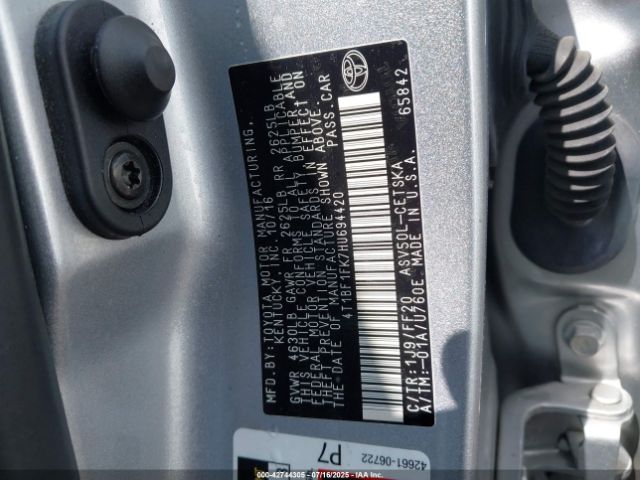 MFD.BY:TOYOTA MOTOR MANUFACTURING,
KENTUCKY, INC. 10/16
GVWR 4630LB GAWR FR 2625LB RR 2625LB
THIS VEHICLE CONFORMS TO ALL APPLICABLE
FEDERAL MOTOR VEHICLE SAFETY, BUMPER, AND
THEFT PREVENTION STANDARDS IN EFFECT ON
THE DATE OF MANUFACTURE SHOWN ABOVE.
4T1BF1FK7HU694420 PASS.CAR
C/TR:1J9/FF20 ASV50L-CETSKA
A/TM:-01A/U760E MADE IN U.S.A.
65842
TOYOTA
P7
42661-06722
000-42744305 - 07/16/2025 - IAAI.com